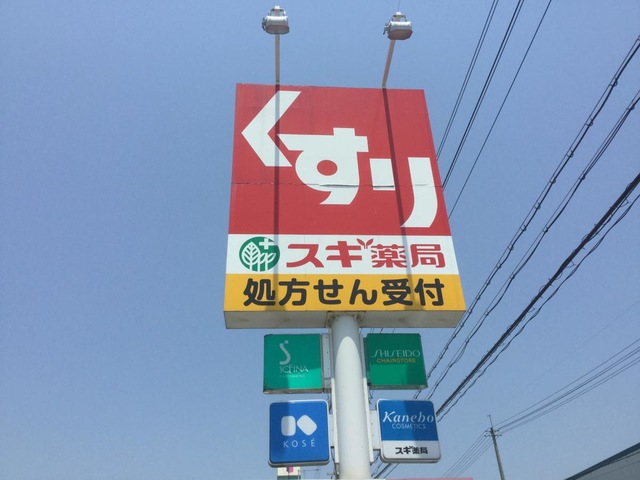 くすり
スギ薬局
処方せん受付
SOFINA
SHISEIDO
CHAINSTORE
KOSÉ
Kanebo
COSMETICS
スギ薬局